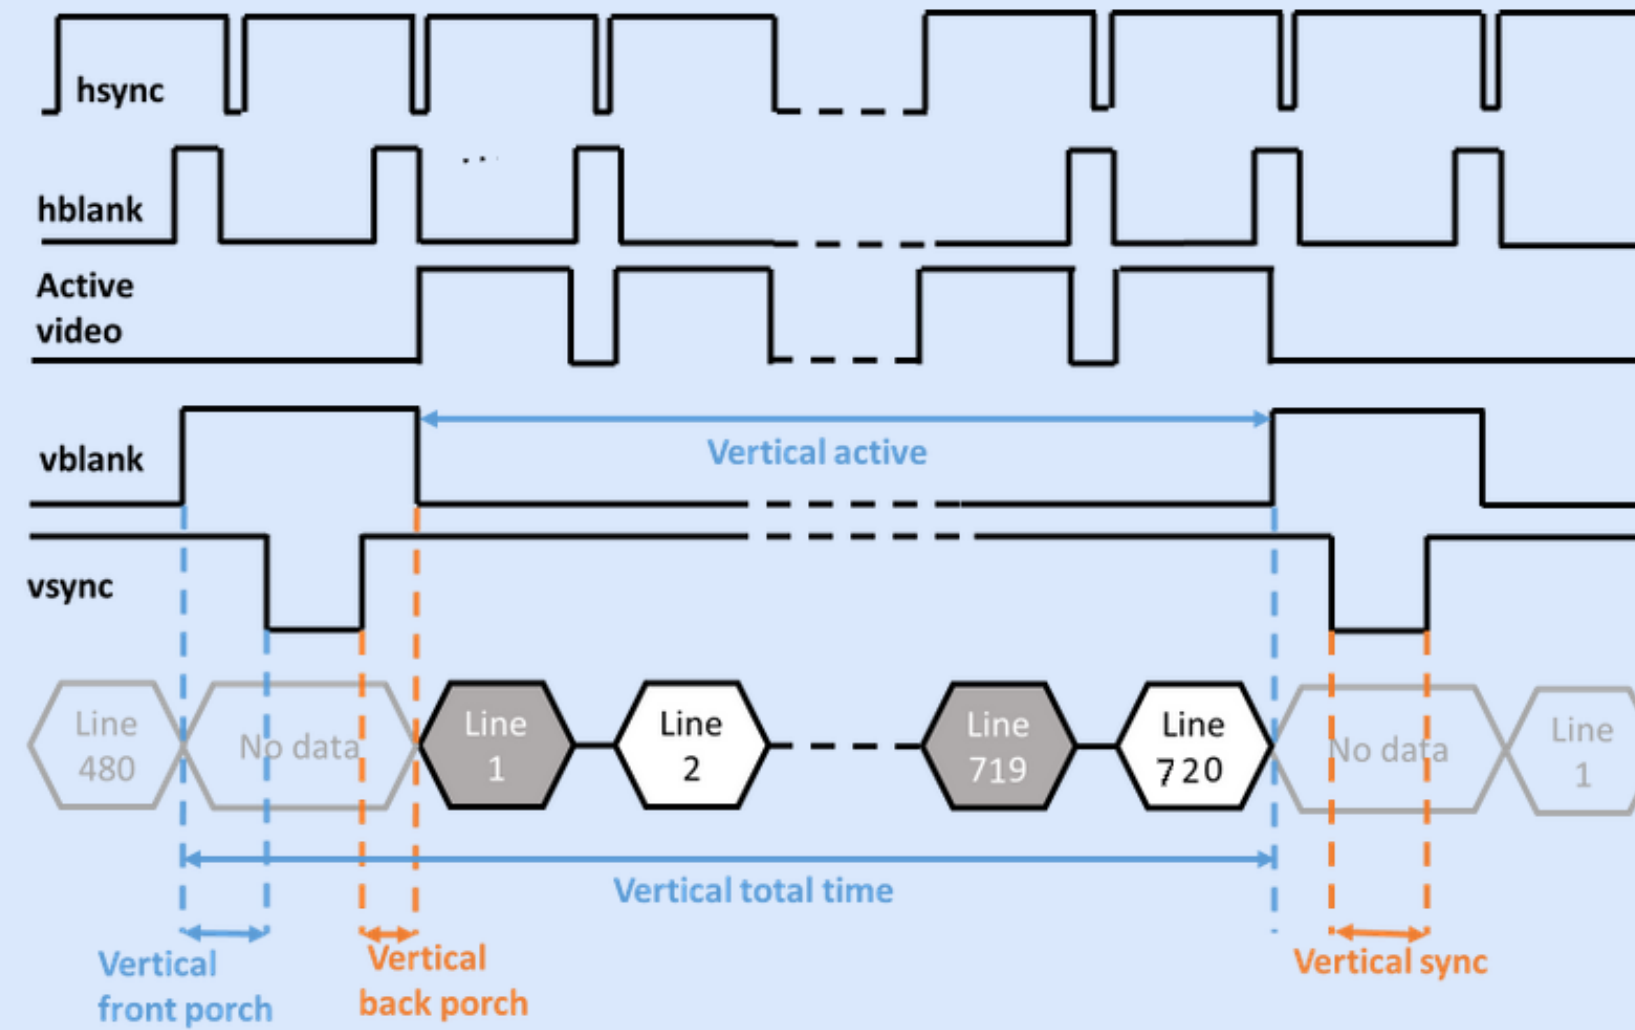 hsync
...
hblank
Active
video
vblank
Vertical active
vsync
Line
480
No data
Line
1
Line
2
Line
719
Line
720
No data
Line
1
Vertical total time
Vertical
front porch
Vertical
back porch
Vertical sync